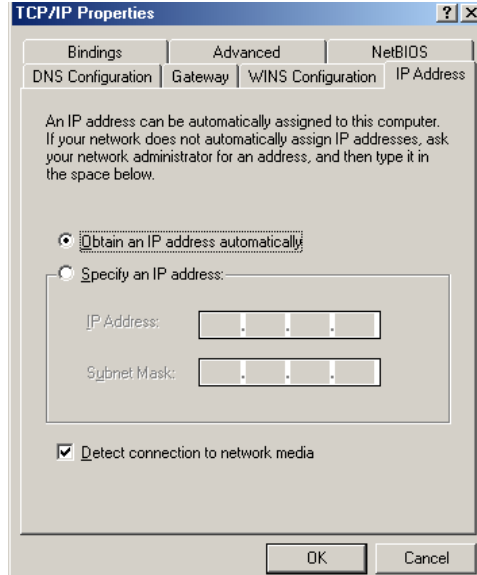 TCP/IP Properties
? X
Bindings Advanced NetBIOS
DNS Configuration Gateway WINS Configuration IP Address
An IP address can be automatically assigned to this computer.
If your network does not automatically assign IP addresses, ask
your network administrator for an address, and then type it in
the space below.
Obtain an IP address automatically
Specify an IP address:
IP Address:
. . .
Subnet Mask:
. . .
Detect connection to network media
OK Cancel